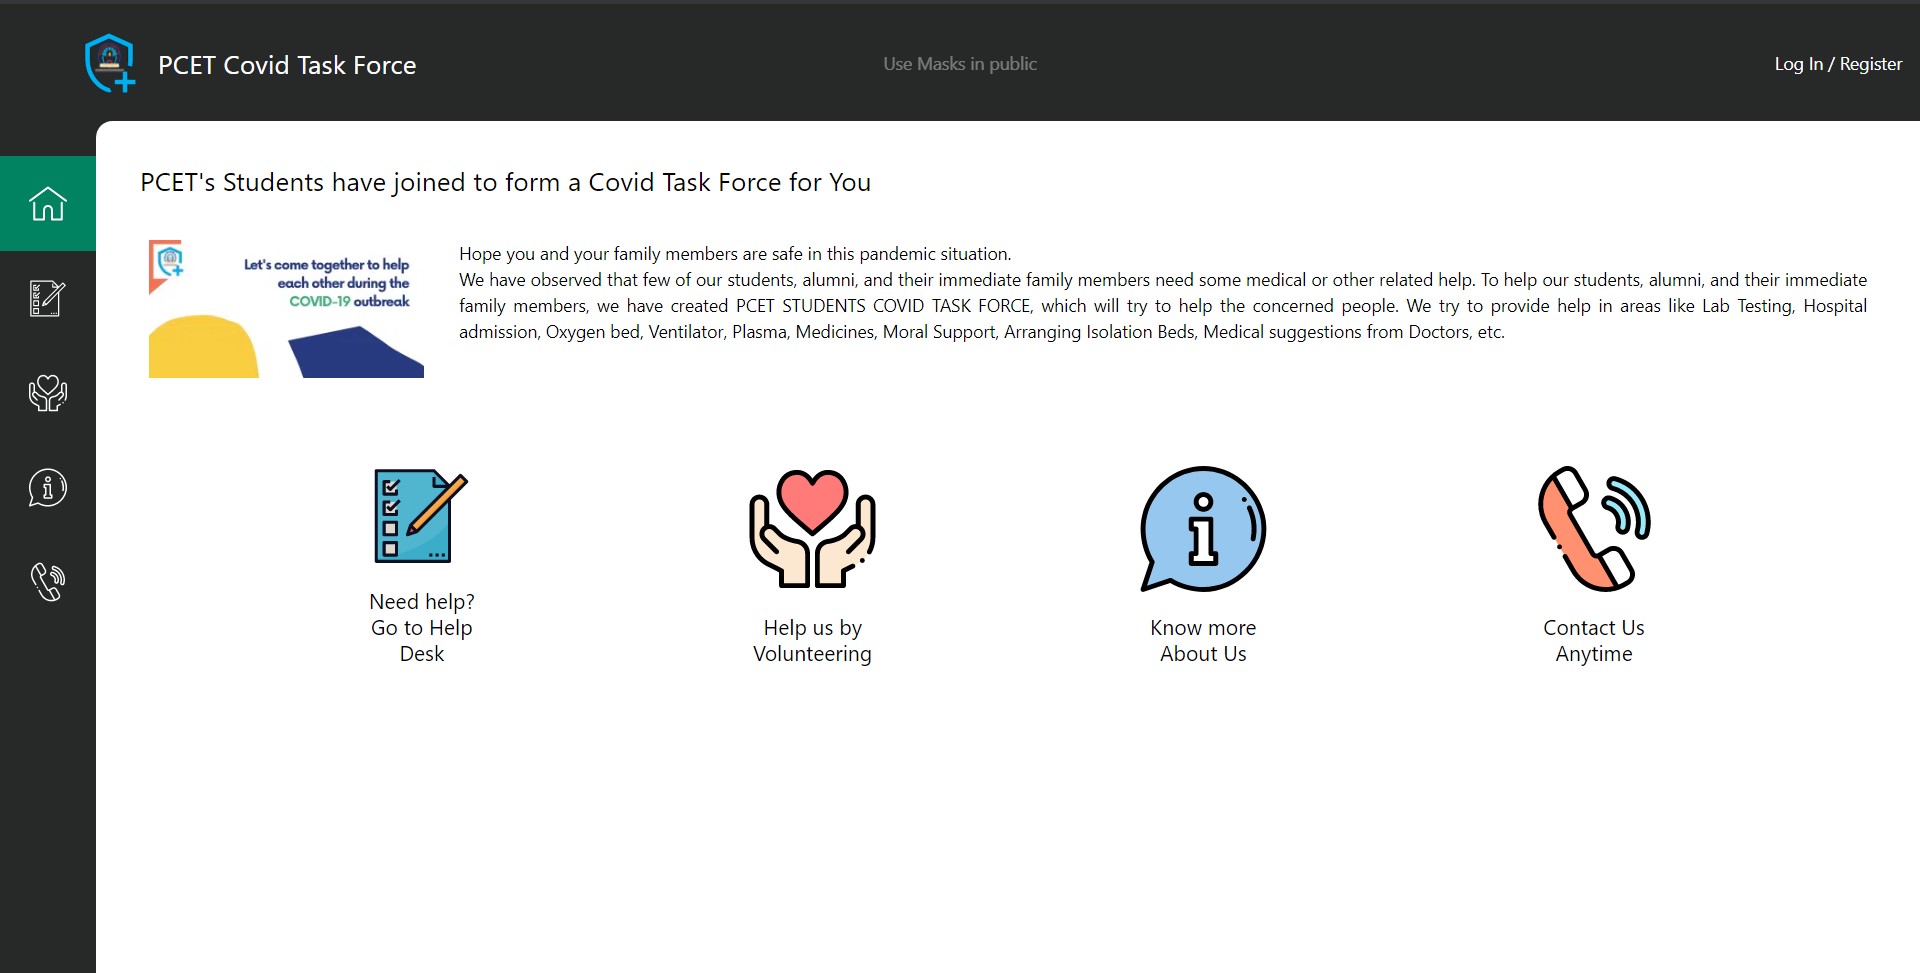 PCET Covid Task Force
Use Masks in public
Log In / Register
PCET's Students have joined to form a Covid Task Force for You
Let's come together to help
each other during the
COVID-19 outbreak
Hope you and your family members are safe in this pandemic situation.
We have observed that few of our students, alumni, and their immediate family members need some medical or other related help. To help our students, alumni, and their immediate
family members, we have created PCET STUDENTS COVID TASK FORCE, which will try to help the concerned people. We try to provide help in areas like Lab Testing, Hospital
admission, Oxygen bed, Ventilator, Plasma, Medicines, Moral Support, Arranging Isolation Beds, Medical suggestions from Doctors, etc.
Need help?
Go to Help
Desk
Help us by
Volunteering
Know more
About Us
Contact Us
Anytime